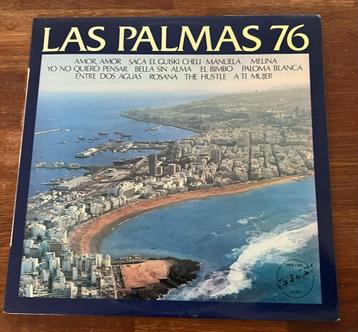 LAS PALMAS 76
AMOR, AMOR SACA EL GUISKI CHELI MANUELA MELINA
YO NO QUIERO PENSAR BELLA SIN ALMA EL BIMBO PALOMA BLANCA
ENTRE DOS AGUAS ROSANA THE HUSTLE A TI MUJER